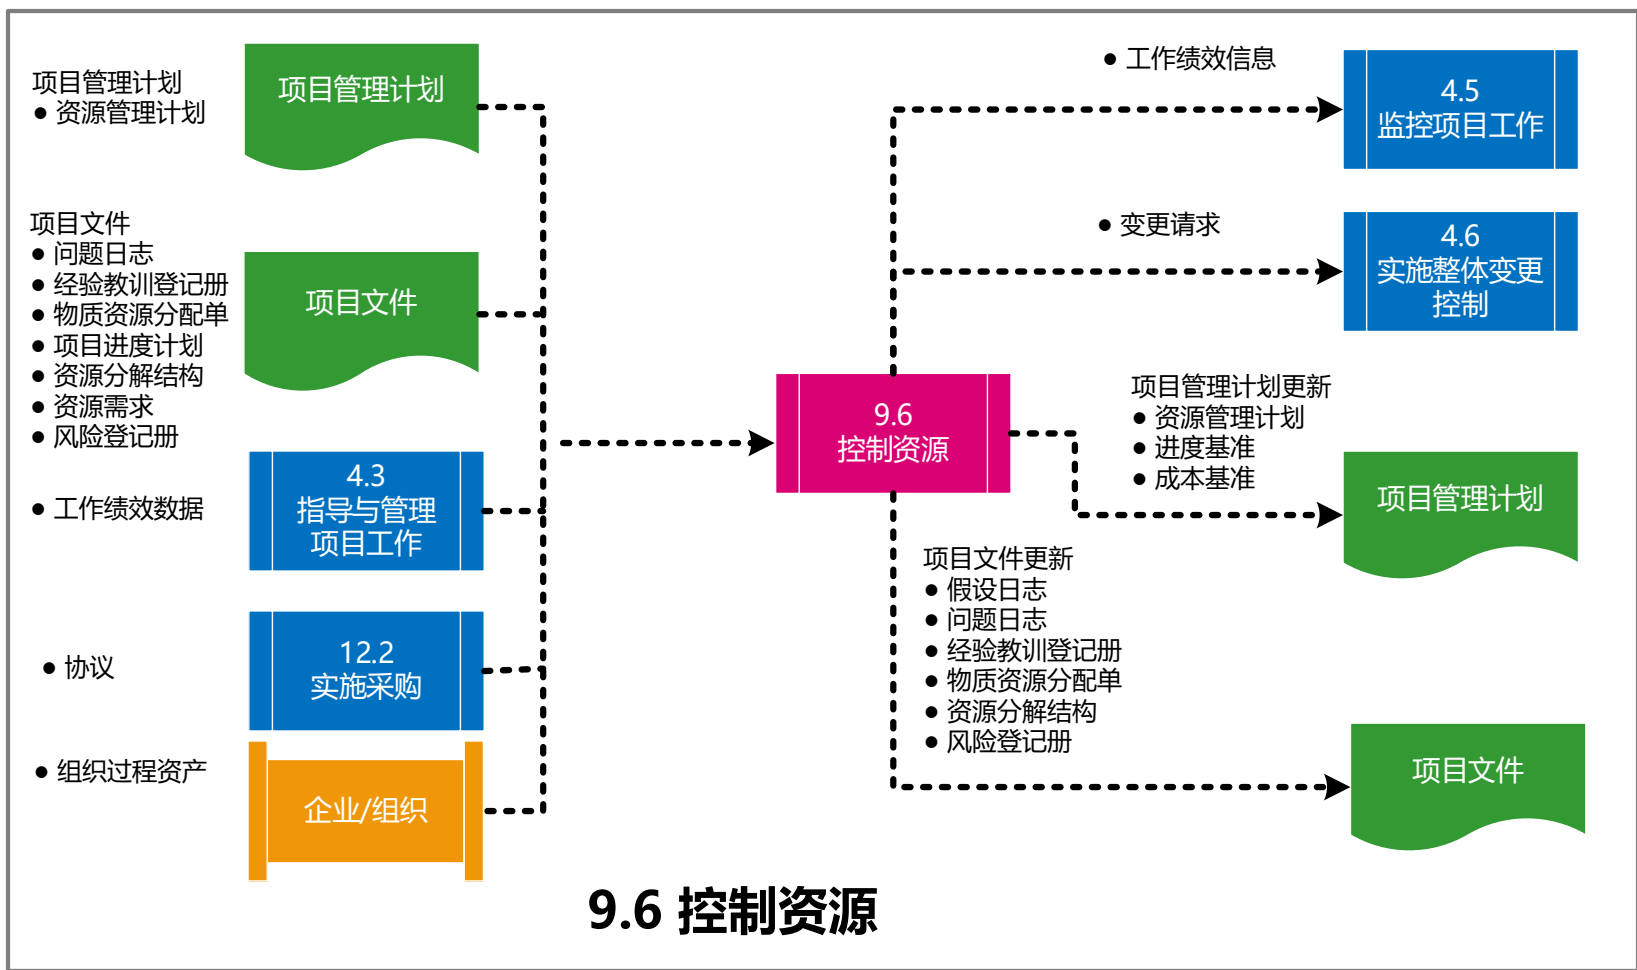 项目管理计划
● 资源管理计划
项目管理计划
项目文件
● 问题日志
● 经验教训登记册
● 物质资源分配单
● 项目进度计划
● 资源分解结构
● 资源需求
● 风险登记册
项目文件
● 工作绩效数据
4.3
指导与管理
项目工作
● 协议
12.2
实施采购
● 组织过程资产
企业/组织
9.6
控制资源
● 工作绩效信息
4.5
监控项目工作
● 变更请求
4.6
实施整体变更
控制
项目管理计划更新
● 资源管理计划
● 进度基准
● 成本基准
项目管理计划
项目文件更新
● 假设日志
● 问题日志
● 经验教训登记册
● 物质资源分配单
● 资源分解结构
● 风险登记册
项目文件
9.6 控制资源